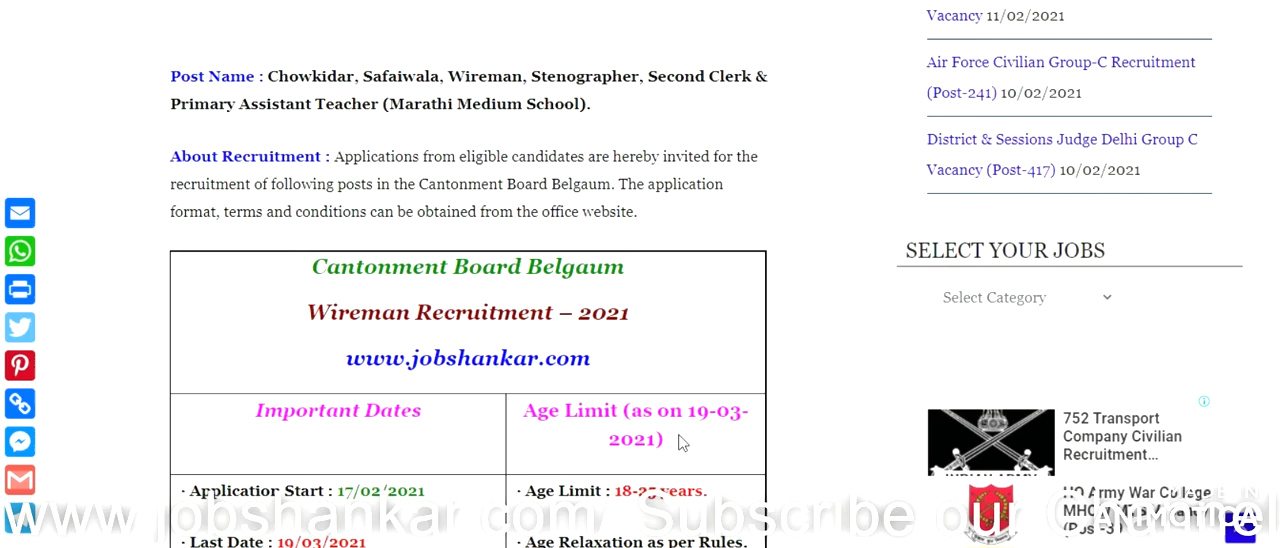 Vacancy 11/02/2021
Air Force Civilian Group-C Recruitment
(Post-241) 10/02/2021
District & Sessions Judge Delhi Group C
Vacancy (Post-417) 10/02/2021
Post Name : Chowkidar, Safaiwala, Wireman, Stenographer, Second Clerk &
Primary Assistant Teacher (Marathi Medium School).
About Recruitment : Applications from eligible candidates are hereby invited for the
recruitment of following posts in the Cantonment Board Belgaum. The application
format, terms and conditions can be obtained from the office website.
Cantonment Board Belgaum
Wireman Recruitment – 2021
www.jobshankar.com
Important Dates
Age Limit (as on 19-03-
2021)
· Application Start : 17/02/2021
· Age Limit : 18-25 years.
· Last Date : 19/03/2021
· Age Relaxation as per Rules.
SELECT YOUR JOBS
Select Category
752 Transport
Company Civilian
Recruitment...
HQ Army War College
www.jobshankar.com/ Subscribe our Channel